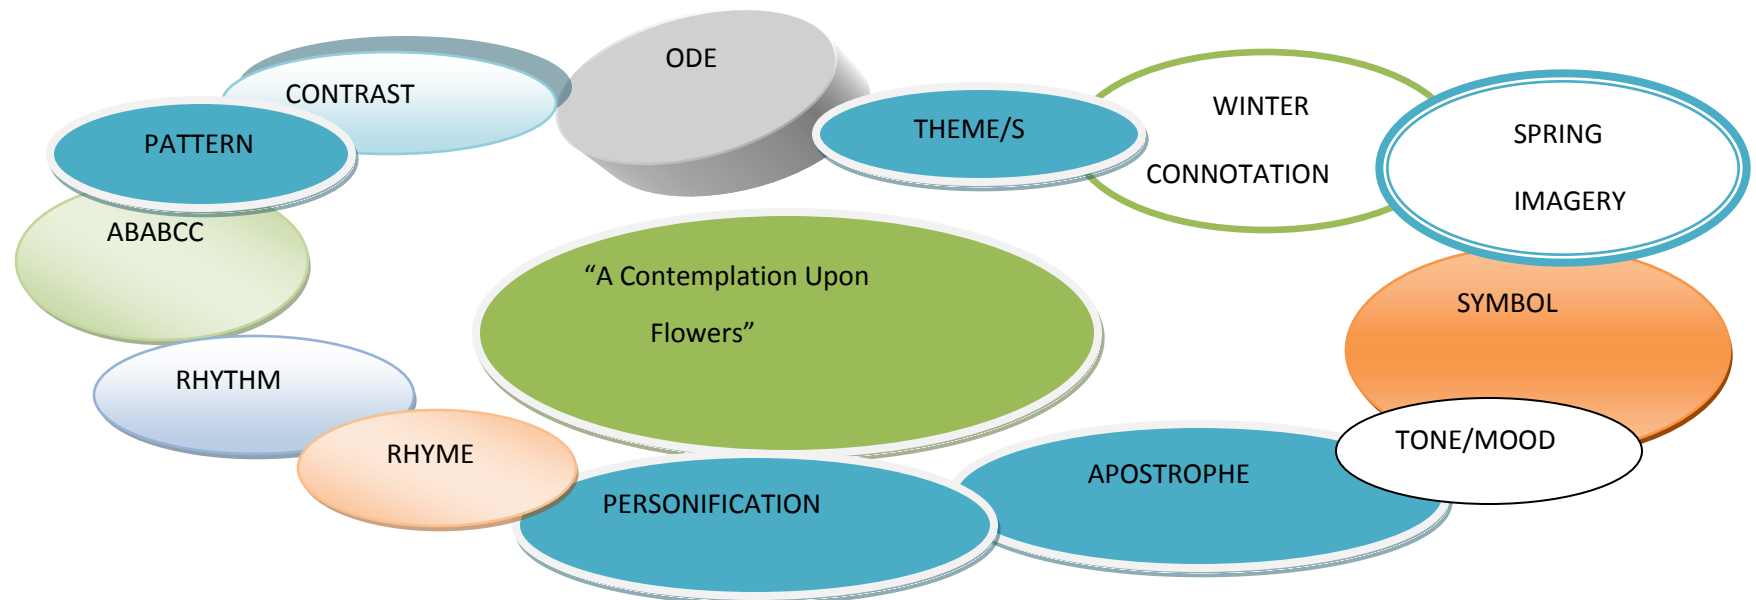 ODE
CONTRAST
PATTERN
THEME/S
WINTER
CONNOTATION
SPRING
IMAGERY
ABABCC
“A Contemplation Upon
Flowers”
SYMBOL
RHYTHM
RHYME
TONE/MOOD
PERSONIFICATION
APOSTROPHE